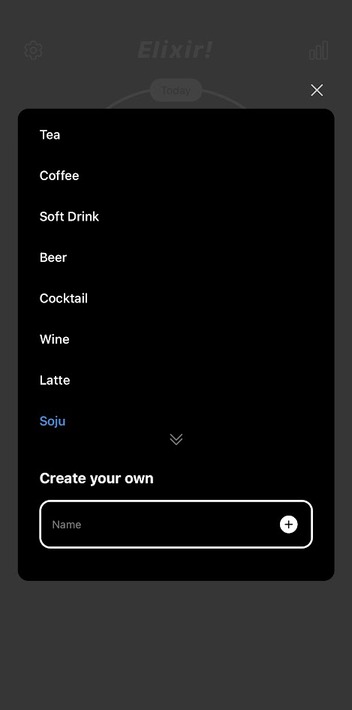 Elixir!
Today
Tea
Coffee
Soft Drink
Beer
Cocktail
Wine
Latte
Soju
Create your own
Name